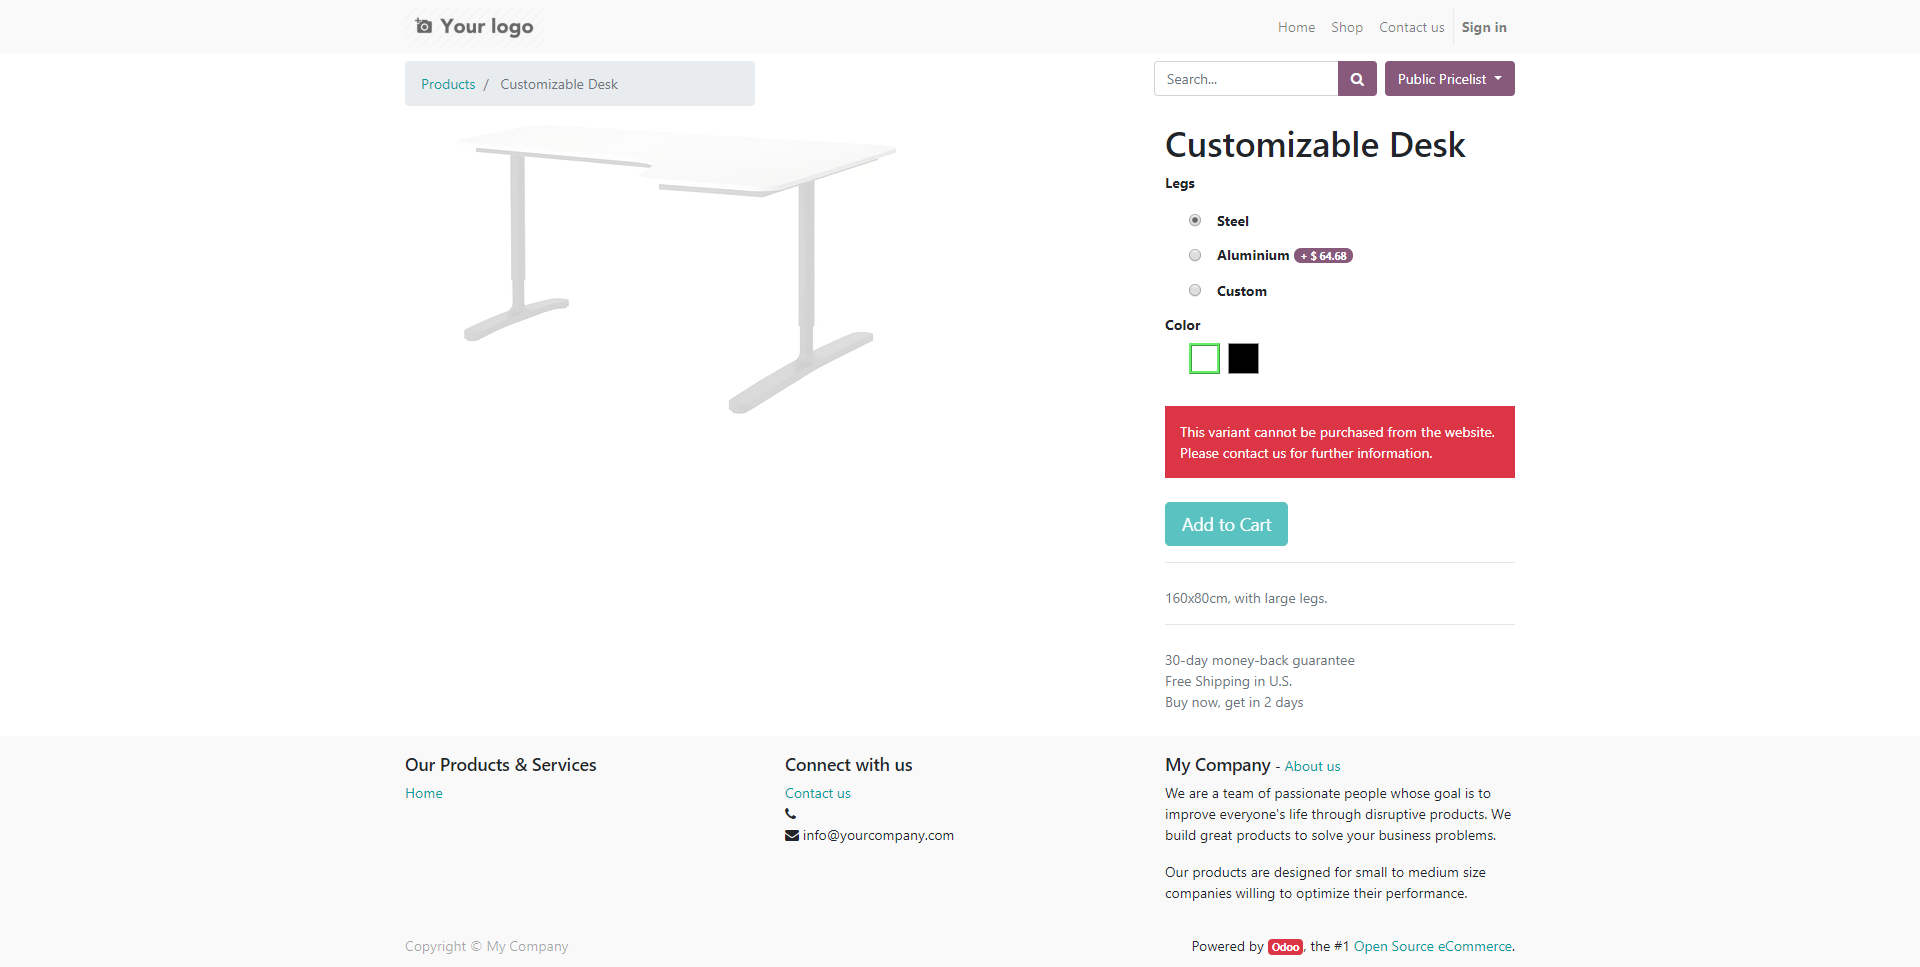 Your logo
Home Shop Contact us Sign in
Products / Customizable Desk
Search... Public Pricelist
Customizable Desk
Legs
Steel
Aluminium + $ 64.68
Custom
Color
This variant cannot be purchased from the website.
Please contact us for further information.
Add to Cart
160x80cm, with large legs.
30-day money-back guarantee
Free Shipping in U.S.
Buy now, get in 2 days
Our Products & Services
Home
Connect with us
Contact us
info@yourcompany.com
My Company - About us
We are a team of passionate people whose goal is to
improve everyone's life through disruptive products. We
build great products to solve your business problems.
Our products are designed for small to medium size
companies willing to optimize their performance.
Copyright © My Company
Powered by Odoo, the #1 Open Source eCommerce.